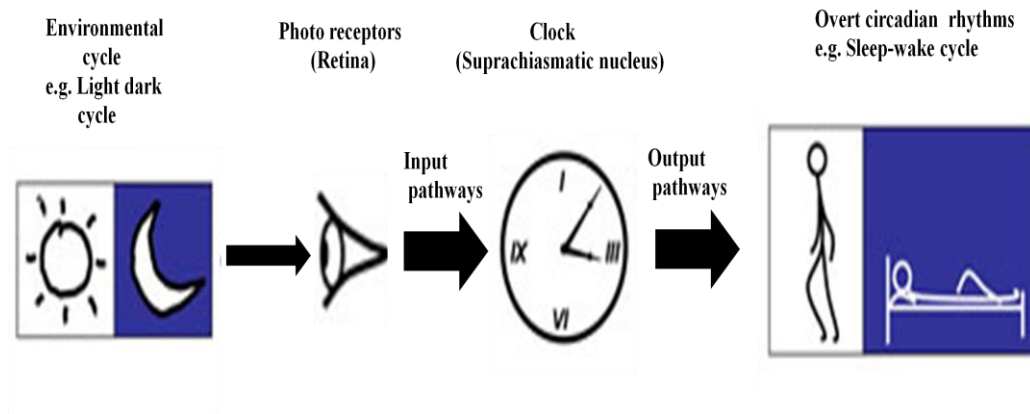 Environmental
cycle
e.g. Light dark
cycle
Photo receptors
(Retina)
Clock
(Suprachiasmatic nucleus)
Overt circadian rhythms
e.g. Sleep-wake cycle
Input
pathways
I
III
VI
IX
Output
pathways